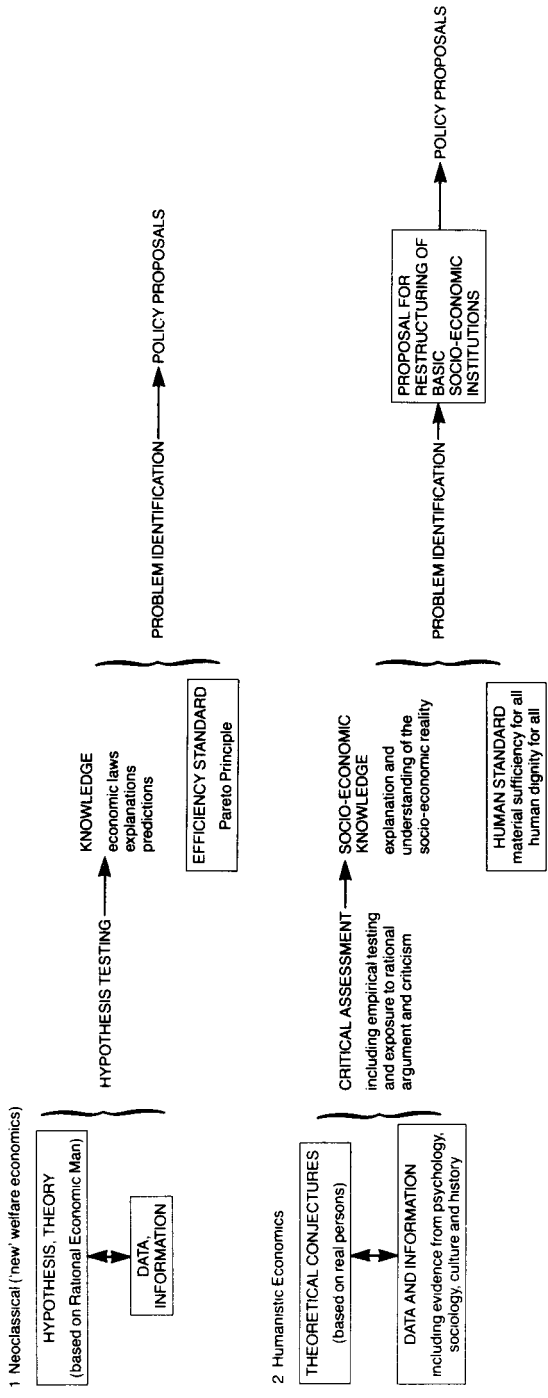 1 Neoclassical ('new' welfare economics)
HYPOTHESIS, THEORY
(based on Rational Economic Man)
DATA,
INFORMATION
HYPOTHESIS TESTING
KNOWLEDGE
economic laws
explanations
predictions
EFFICIENCY STANDARD
Pareto Principle
PROBLEM IDENTIFICATION
POLICY PROPOSALS
2 Humanistic Economics
THEORETICAL CONJECTURES
(based on real persons)
DATA AND INFORMATION
including evidence from psychology,
sociology, culture and history
CRITICAL ASSESSMENT
including empirical testing
and exposure to rational
argument and criticism
SOCIO-ECONOMIC
KNOWLEDGE
explanation and
understanding of the
socio-economic reality
HUMAN STANDARD
material sufficiency for all
human dignity for all
PROBLEM IDENTIFICATION
PROPOSAL FOR
RESTRUCTURING OF
BASIC
SOCIO-ECONOMIC
INSTITUTIONS
POLICY PROPOSALS